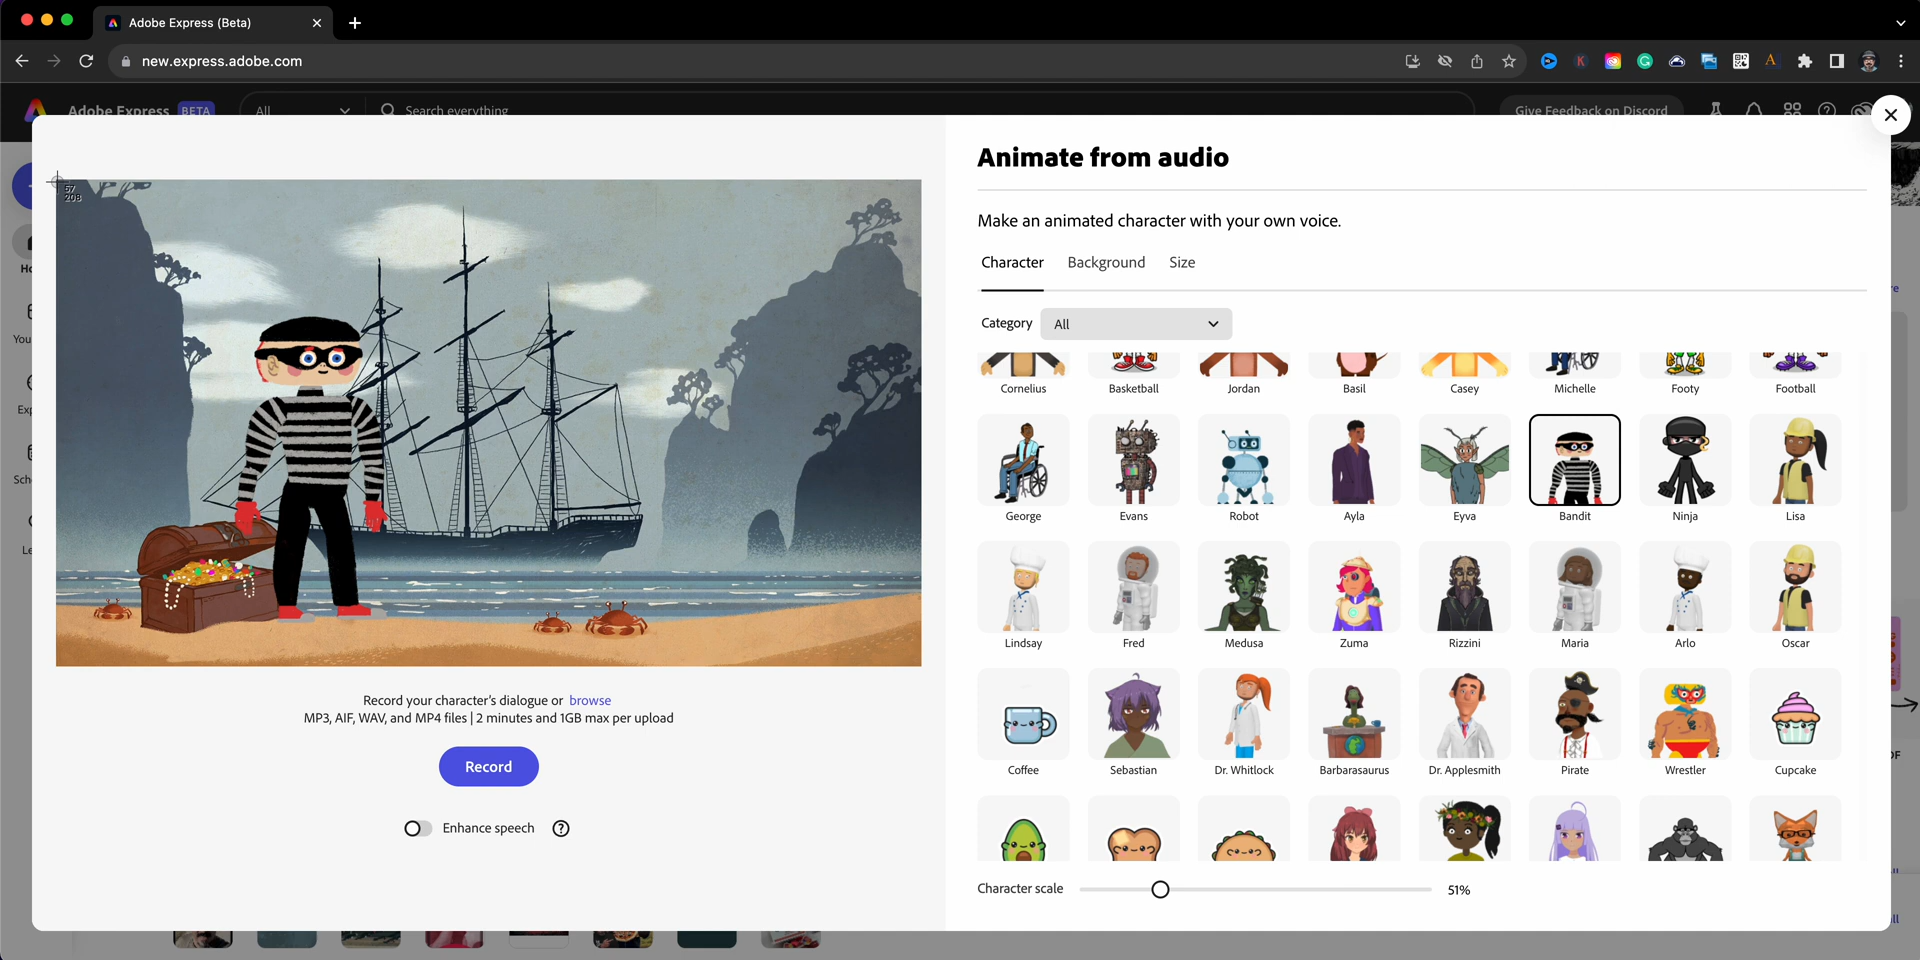 Adobe Express (Beta)
new.express.adobe.com
Adobe Express BETA All Search everything Give Feedback on Discord
57
208
Animate from audio
Make an animated character with your own voice.
Character Background Size
Category All
Cornelius Basketball Jordan Basil Casey Michelle Footy Football
George Evans Robot Ayla Eyva Bandit Ninja Lisa
Lindsay Fred Medusa Zuma Rizzini Maria Arlo Oscar
Coffee Sebastian Dr. Whitlock Barbarasaurus Dr. Applesmith Pirate Wrestler Cupcake
Character scale 51%
Record your character's dialogue or browse
MP3, AIF, WAV, and MP4 files | 2 minutes and 1GB max per upload
Record
Enhance speech